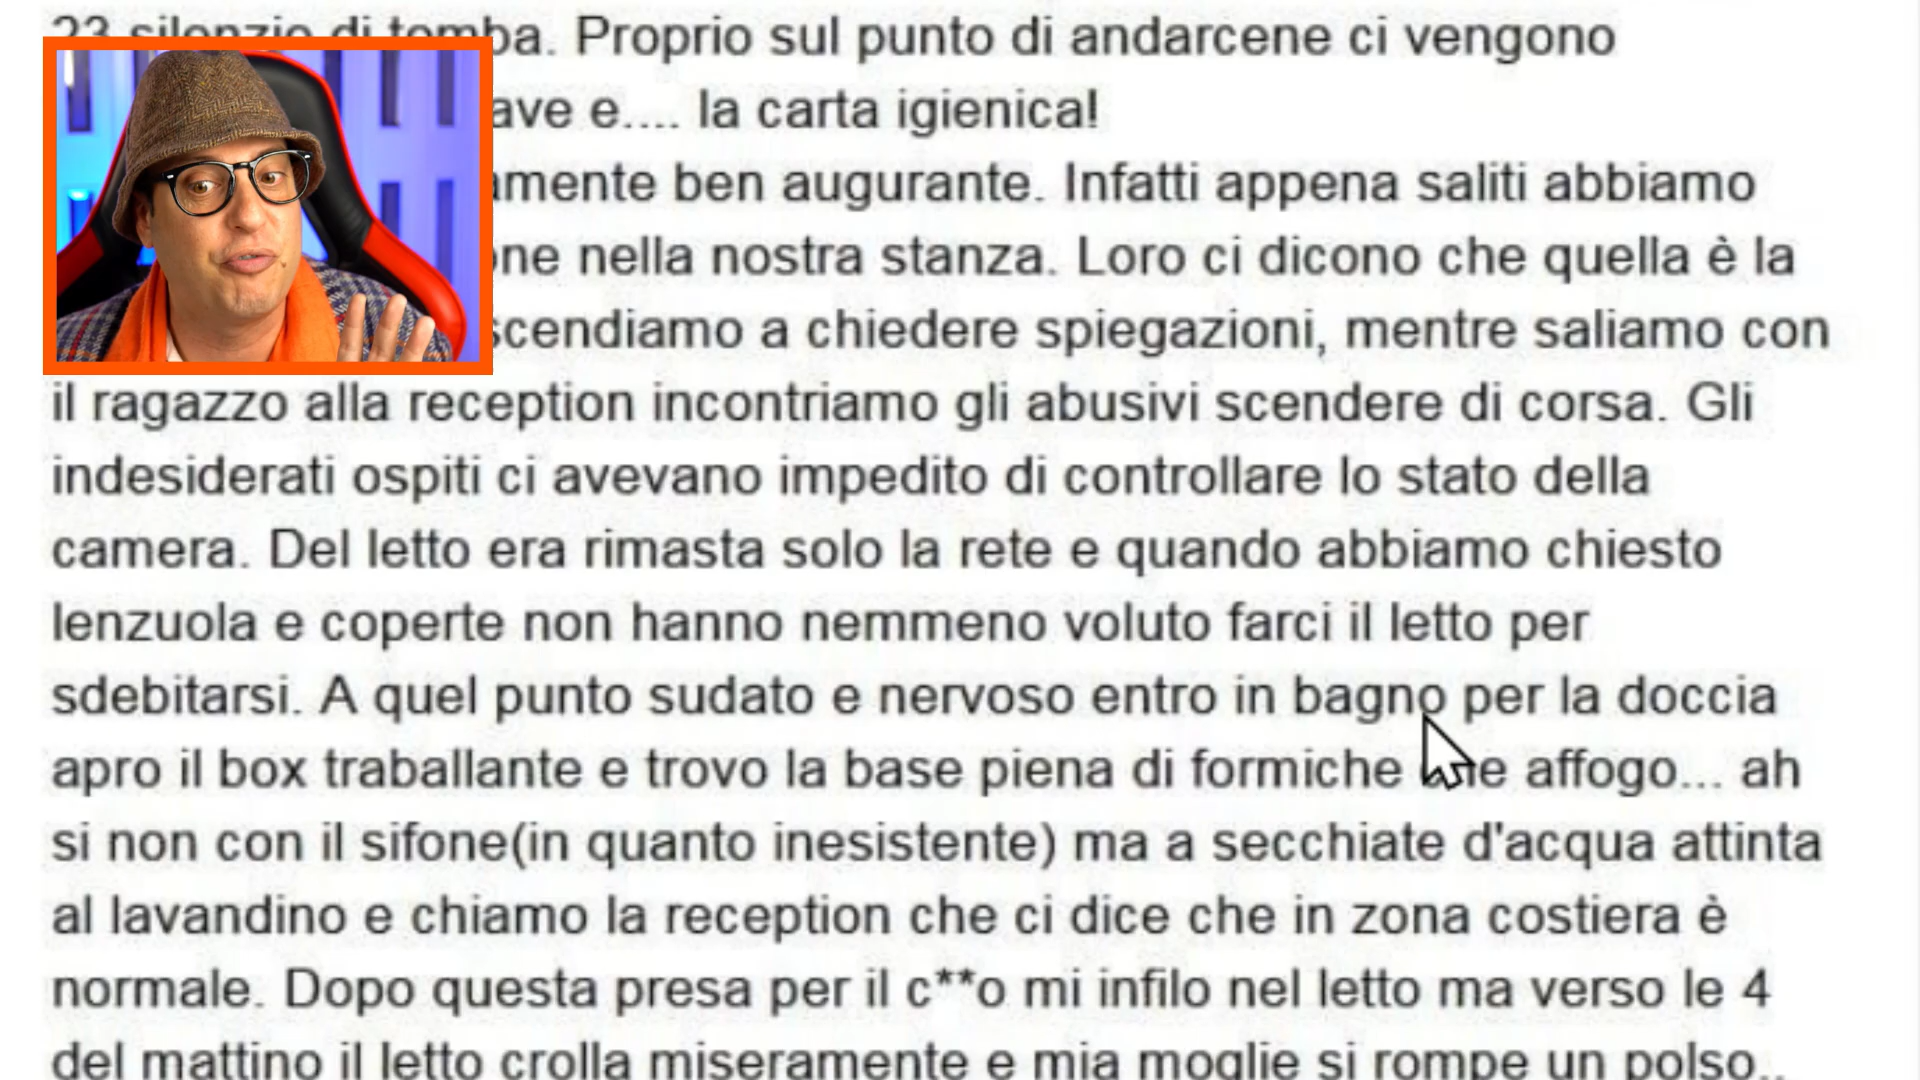 23 silenzio di tomba. Proprio sul punto di andarcene ci vengono
e.... la carta igienica!
ben augurante. Infatti appena saliti abbiamo
nella nostra stanza. Loro ci dicono che quella è la
scendiamo a chiedere spiegazioni, mentre saliamo con
il ragazzo alla reception incontriamo gli abusivi scendere di corsa. Gli
indesiderati ospiti ci avevano impedito di controllare lo stato della
camera. Del letto era rimasta solo la rete e quando abbiamo chiesto
lenzuola e coperte non hanno nemmeno voluto farci il letto per
sdebitarsi. A quel punto sudato e nervoso entro in bagno per la doccia
apro il box traballante e trovo la base piena di formiche che affogo... ah
si non con il sifone(in quanto inesistente) ma a secchiate d'acqua attinta
al lavandino e chiamo la reception che ci dice che in zona costiera è
normale. Dopo questa presa per il c**o mi infilo nel letto ma verso le 4
del mattino il letto crolla miseramente e mia moglie si rompe un polso..